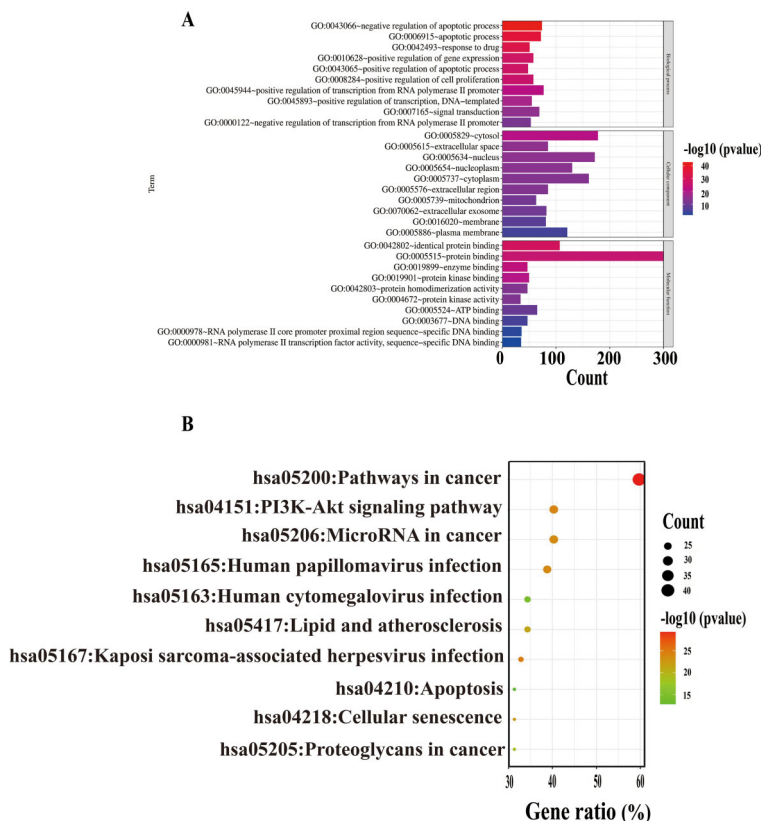 A
GO:0043066~negative regulation of apoptotic process
GO:0006915~apoptotic process
GO:0042493~response to drug
GO:0010628~positive regulation of gene expression
GO:0043065~positive regulation of apoptotic process
GO:0008284~positive regulation of cell proliferation
GO:0045944~positive regulation of transcription from RNA polymerase II promoter
GO:0045893~positive regulation of transcription, DNA-templated
GO:0007165~signal transduction
GO:0000122~negative regulation of transcription from RNA polymerase II promoter
Biological process
GO:0005829~cytosol
GO:0005615~extracellular space
GO:0005634~nucleus
GO:0005654~nucleoplasm
GO:0005737~cytoplasm
GO:0005576~extracellular region
GO:0005739~mitochondrion
GO:0070062~extracellular exosome
GO:0016020~membrane
GO:0005886~plasma membrane
Cellular component
GO:0042802~identical protein binding
GO:0005515~protein binding
GO:0019899~enzyme binding
GO:0019901~protein kinase binding
GO:0042803~protein homodimerization activity
GO:0004672~protein kinase activity
GO:0005524~ATP binding
GO:0003677~DNA binding
GO:0000978~RNA polymerase II core promoter proximal region sequence-specific DNA binding
GO:0000981~RNA polymerase II transcription factor activity, sequence-specific DNA binding
Molecular function
Term
0 100 200 300
Count
-log10 (pvalue)
40
30
20
10
B
hsa05200:Pathways in cancer
hsa04151:PI3K-Akt signaling pathway
hsa05206:MicroRNA in cancer
hsa05165:Human papillomavirus infection
hsa05163:Human cytomegalovirus infection
hsa05417:Lipid and atherosclerosis
hsa05167:Kaposi sarcoma-associated herpesvirus infection
hsa04210:Apoptosis
hsa04218:Cellular senescence
hsa05205:Proteoglycans in cancer
30 40 50 60
Gene ratio (%)
Count
25
30
35
40
-log10 (pvalue)
25
20
15